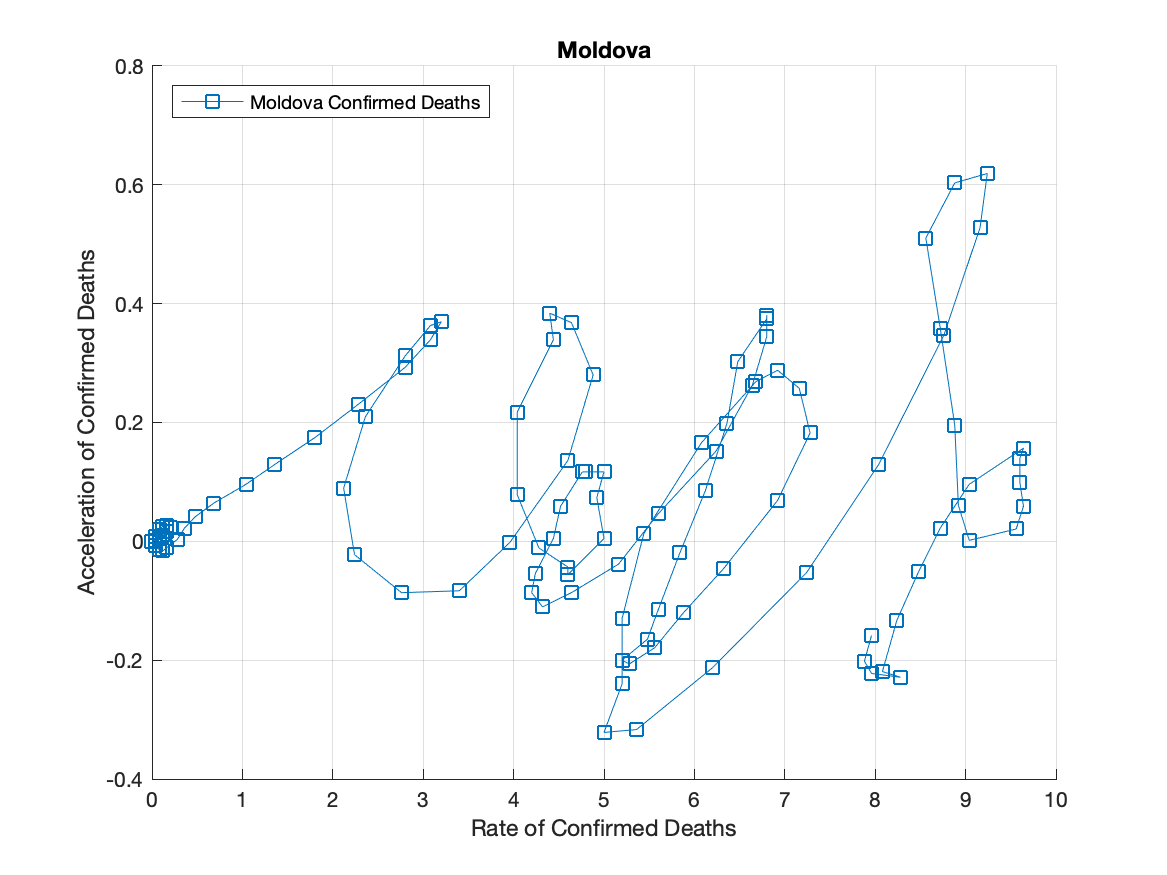 Moldova
Moldova Confirmed Deaths
0.8
0.6
0.4
0.2
0
-0.2
-0.4
Acceleration of Confirmed Deaths
0 1 2 3 4 5 6 7 8 9 10
Rate of Confirmed Deaths